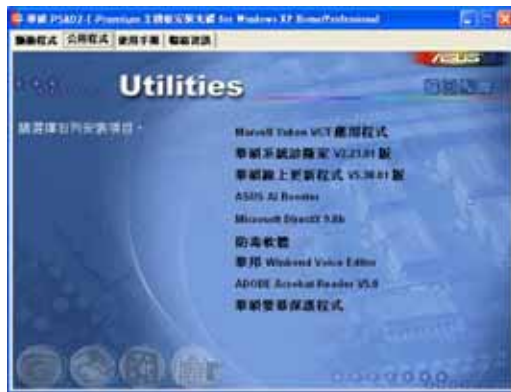 華碩 P5AD2-E Premium 主機板安裝光碟 for Windows XP Home/Professional
驅動程式 公用程式 使用手冊 聯絡資訊
ASUS
Utilities
請選擇以下安裝項目。
Marvell Yukon VCT 應用程式
華碩系統診斷家 V2.23.01 版
華碩線上更新程式 V5.30.01 版
ASUS AI Booster
Microsoft DirectX 9.0b
防毒軟體
華邦 Winbond Voice Editor
ADOBE Acrobat Reader V5.0
華碩螢幕保護程式